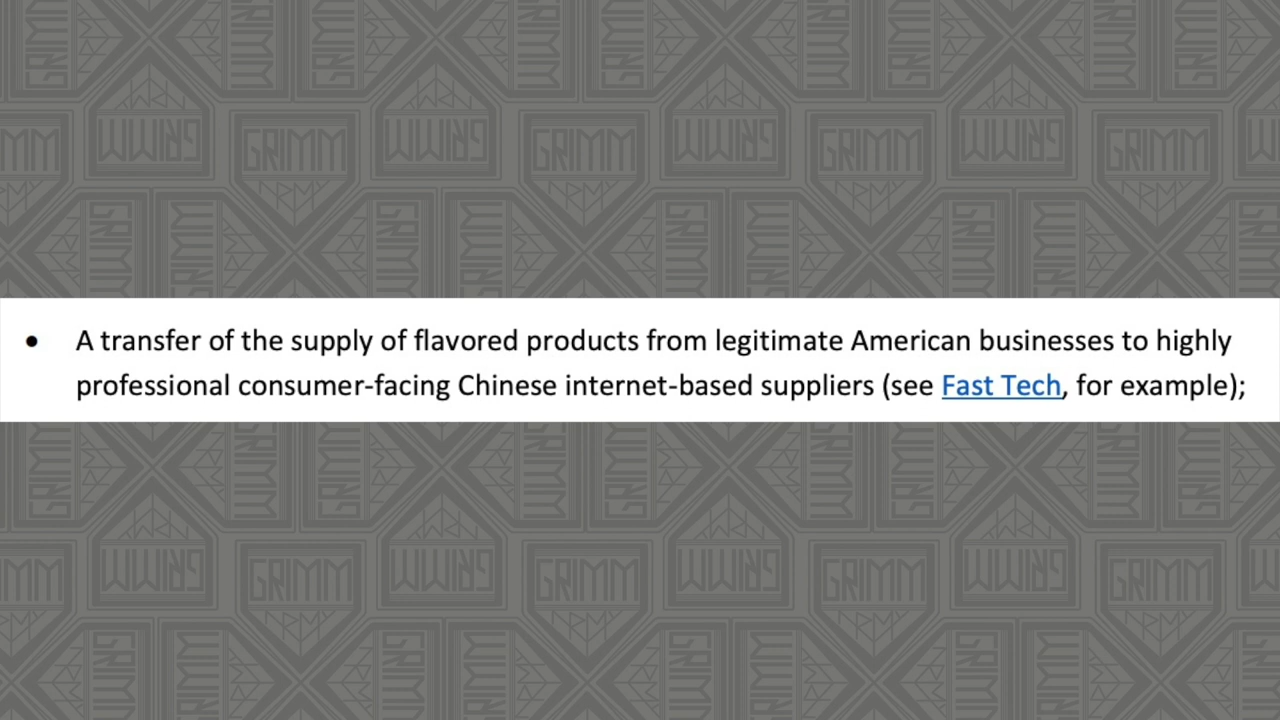 • A transfer of the supply of flavored products from legitimate American businesses to highly
professional consumer-facing Chinese internet-based suppliers (see Fast Tech, for example);